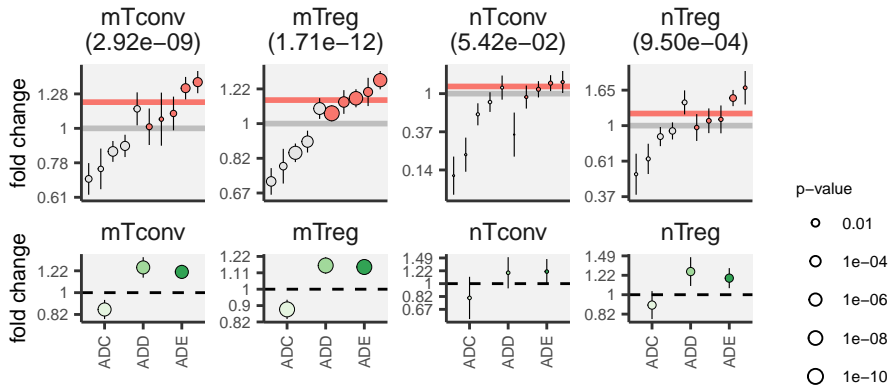 mTconv
(2.92e−09)
mTreg
(1.71e−12)
nTconv
(5.42e−02)
nTreg
(9.50e−04)
fold change
1.28
1
0.78
0.61
1.22
1
0.82
0.67
1
0.37
0.14
1.65
1
0.61
0.37
mTconv
mTreg
nTconv
nTreg
fold change
1.22
1
0.82
1.22
1.11
1
0.9
0.82
1.49
1.22
1
0.82
0.67
1.49
1.22
1
0.82
ADC
ADD
ADE
ADC
ADD
ADE
ADC
ADD
ADE
ADC
ADD
ADE
p−value
0.01
1e−04
1e−06
1e−08
1e−10